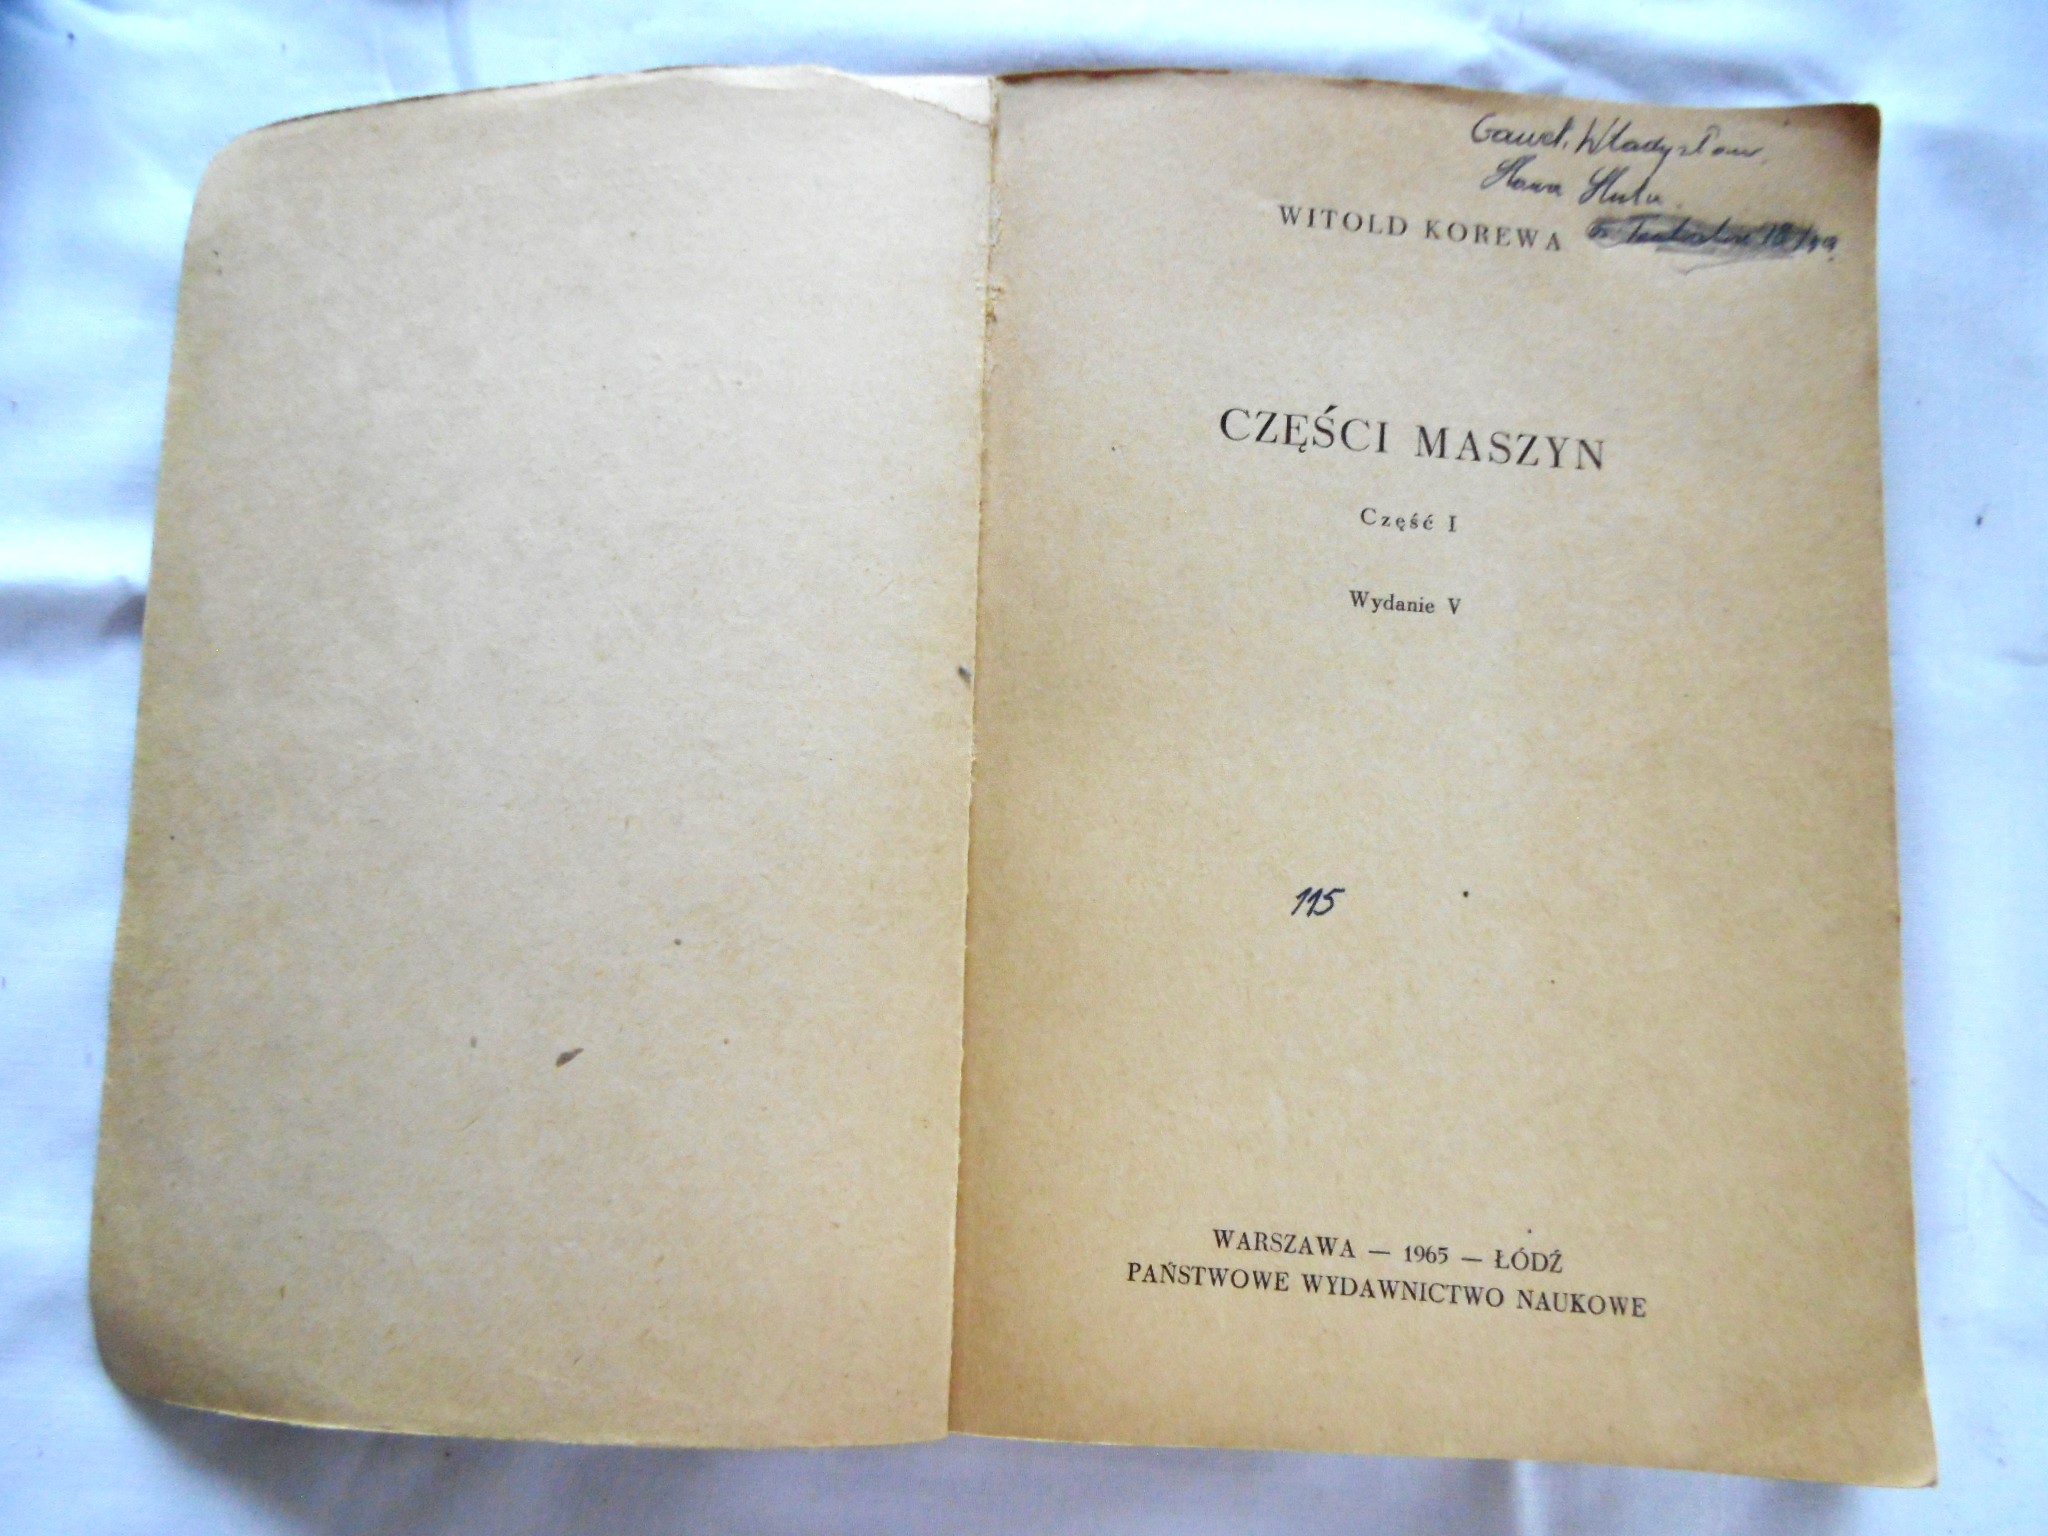 Gaweł, Władysław,
Nowa Huta.
WITOLD KOREWA
CZĘŚCI MASZYN
Część I
Wydanie V
115
WARSZAWA — 1965 — ŁÓDŹ
PAŃSTWOWE WYDAWNICTWO NAUKOWE